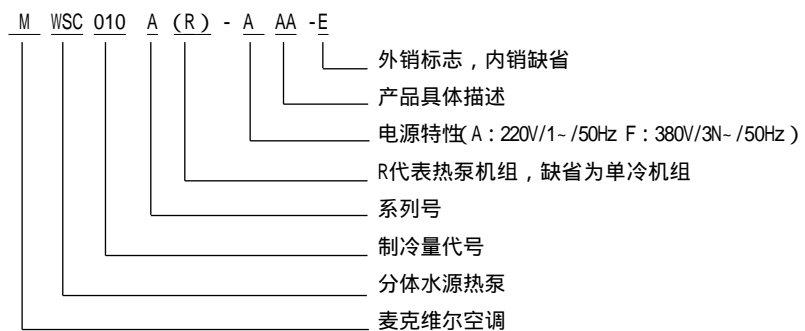 M WSC 010 A (R) - A AA -E
外销标志，内销缺省
产品具体描述
电源特性(A：220V/1~/50Hz F：380V/3N~/50Hz)
R代表热泵机组，缺省为单冷机组
系列号
制冷量代号
分体水源热泵
麦克维尔空调